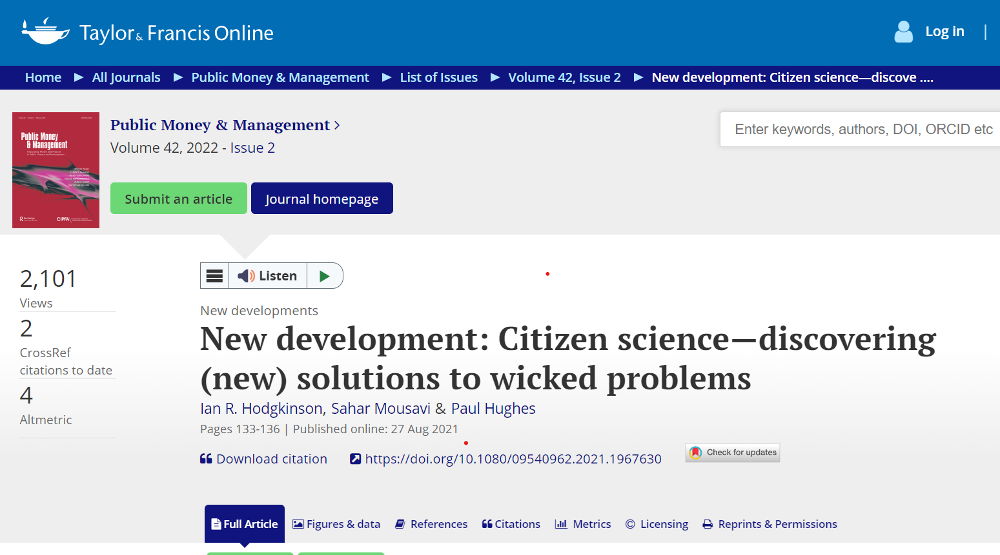 Taylor & Francis Online
Log in |
Home ▶ All Journals ▶ Public Money & Management ▶ List of Issues ▶ Volume 42, Issue 2 ▶ New development: Citizen science—discove ....
Public Money
& Management
CIPFA
Public Money & Management >
Volume 42, 2022 - Issue 2
Enter keywords, authors, DOI, ORCID etc
Submit an article
Journal homepage
2,101
Views
2
CrossRef
citations to date
4
Altmetric
Listen
New developments
New development: Citizen science—discovering
(new) solutions to wicked problems
Ian R. Hodgkinson, Sahar Mousavi & Paul Hughes
Pages 133-136 | Published online: 27 Aug 2021
Download citation
https://doi.org/10.1080/09540962.2021.1967630
Check for updates
Full Article
Figures & data
References
Citations
Metrics
© Licensing
Reprints & Permissions